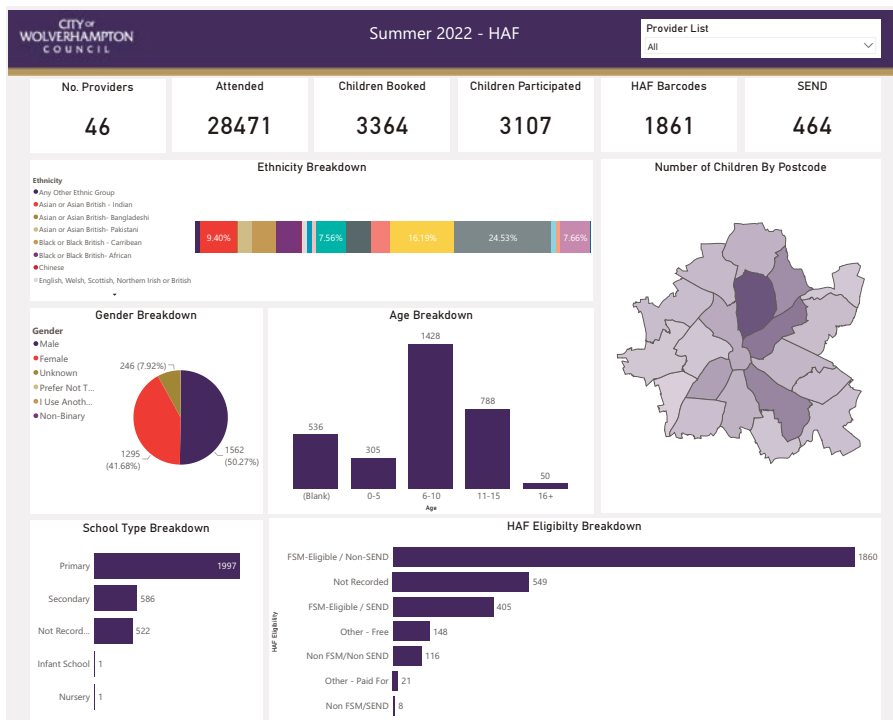 CITY OF
WOLVERHAMPTON
COUNCIL
Summer 2022 - HAF
Provider List
All
No. Providers
46
Attended
28471
Children Booked
3364
Children Participated
3107
HAF Barcodes
1861
SEND
464
Ethnicity Breakdown
Ethnicity
Any Other Ethnic Group
Asian or Asian British - Indian
Asian or Asian British- Bangladeshi
Asian or Asian British- Pakistani
Black or Black British - Carribean
Black or Black British- African
Chinese
English, Welsh, Scottish, Northern Irish or British
9.40%
7.56%
16.19%
24.53%
7.66%
Number of Children By Postcode
Gender Breakdown
Gender
Male
Female
Unknown
Prefer Not T...
I Use Anoth...
Non-Binary
246 (7.92%)
1295
(41.68%)
1562
(50.27%)
Age Breakdown
536
305
1428
788
50
(Blank)
0-5
6-10
11-15
16+
Age
School Type Breakdown
Primary
1997
Secondary
586
Not Record...
522
Infant School
1
Nursery
1
HAF Eligibilty Breakdown
HAF Eligibility
FSM-Eligible / Non-SEND
1860
Not Recorded
549
FSM-Eligible / SEND
405
Other - Free
148
Non FSM/Non SEND
116
Other - Paid For
21
Non FSM/SEND
8